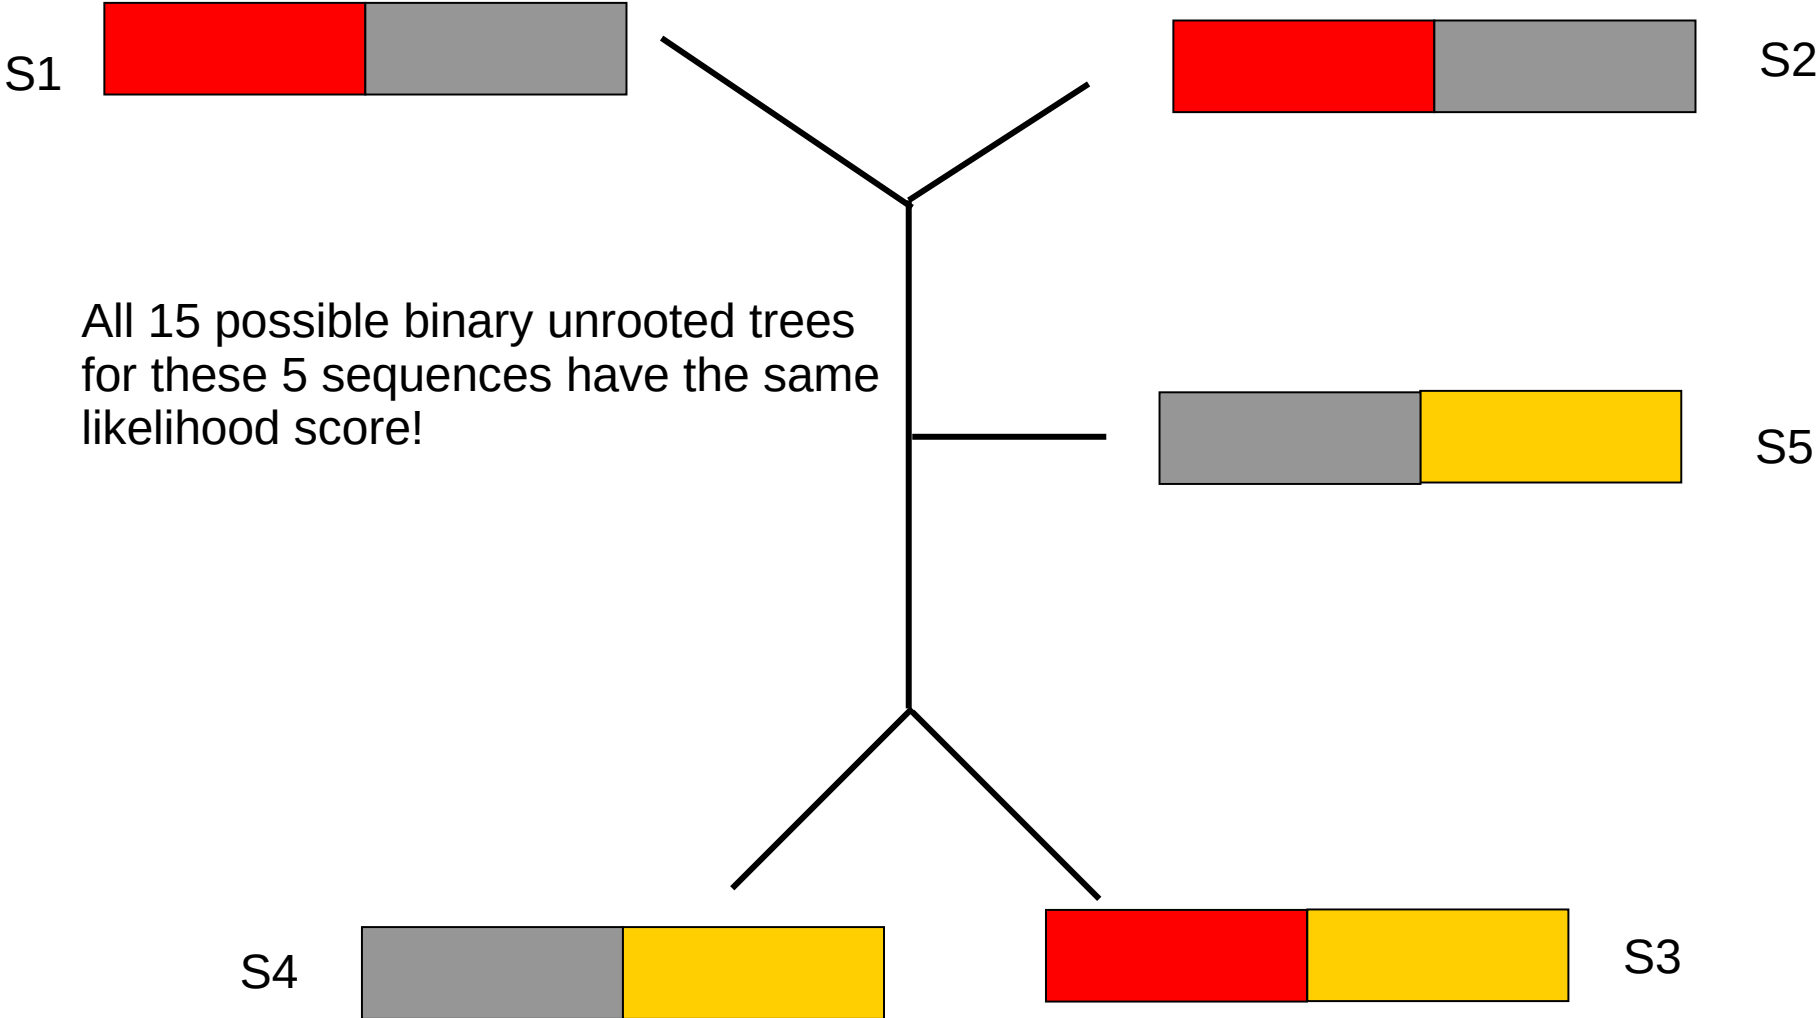 S1
S2
All 15 possible binary unrooted trees
for these 5 sequences have the same
likelihood score!
S5
S4
S3